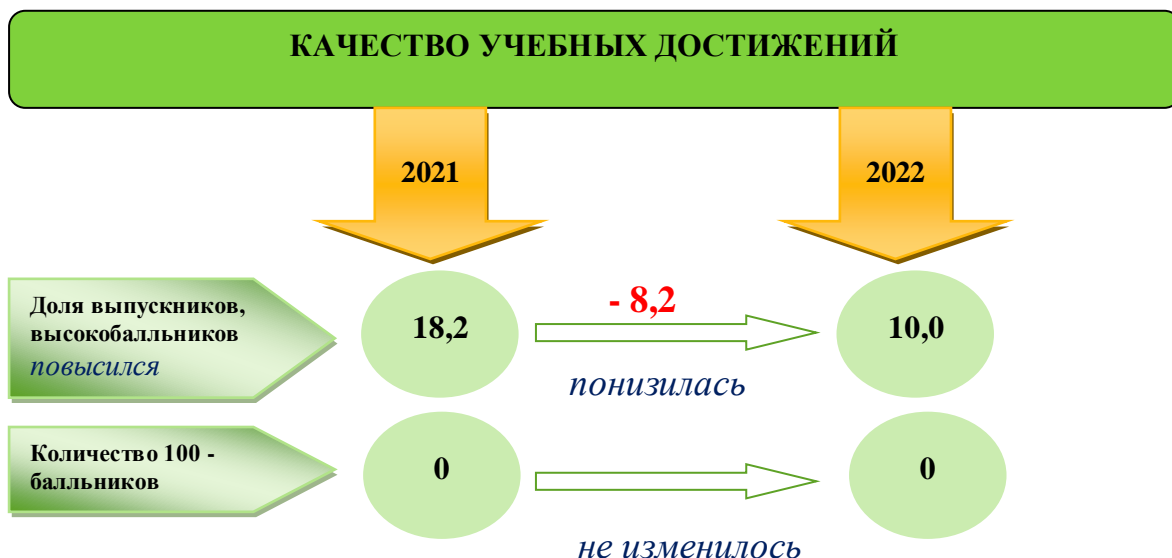 КАЧЕСТВО УЧЕБНЫХ ДОСТИЖЕНИЙ
2021
2022
Доля выпускников,
высокобалльников
повысился
18,2
- 8,2
понизилась
10,0
Количество 100 -
балльников
0
не изменилось
0